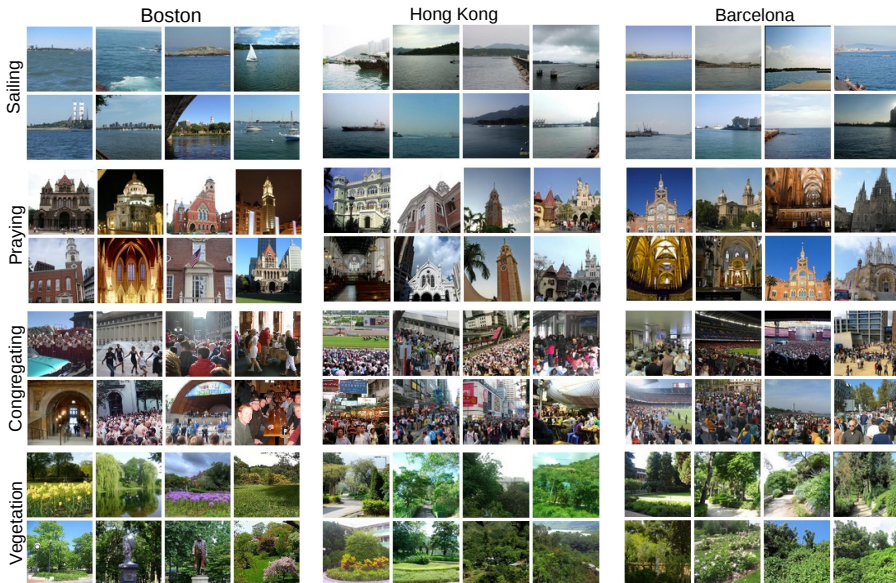 Boston
Hong Kong
Barcelona
Sailing
Praying
Congregating
Vegetation